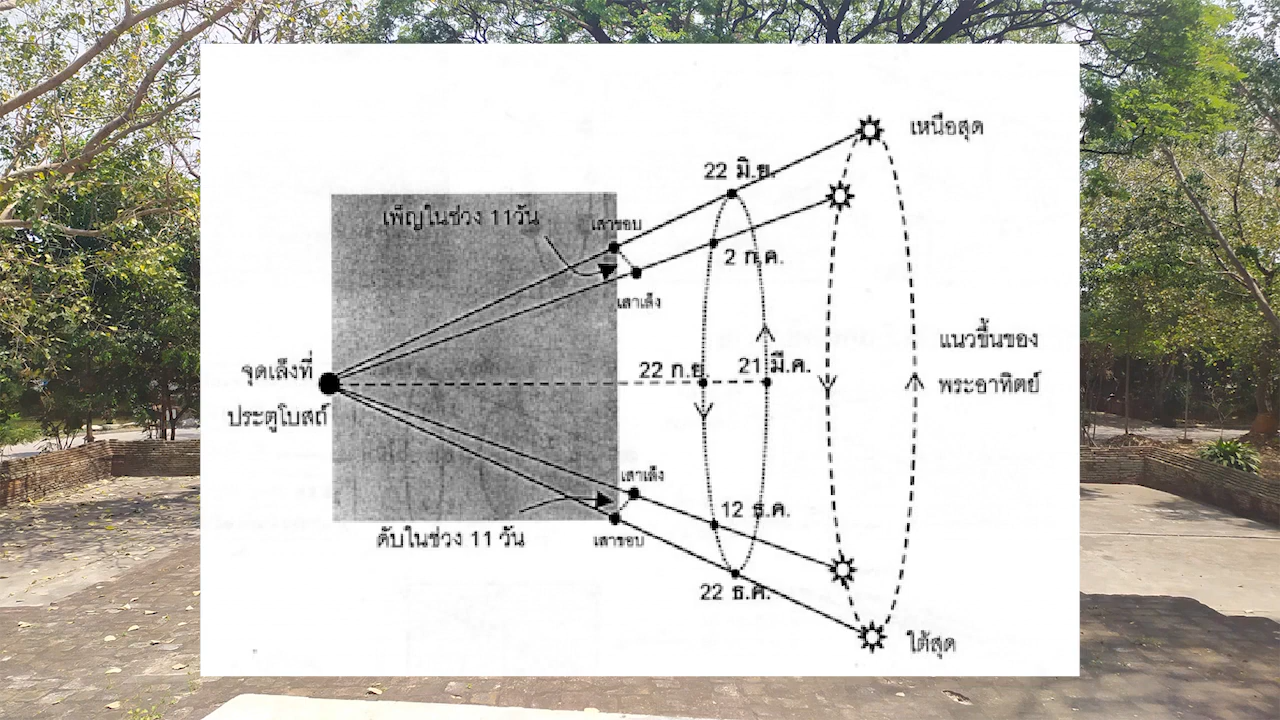 เหนือสุด
22 มิ.ย.
เพ็ญในช่วง 11วัน
เสาขอบ
2 ก.ค.
เสาเล็ง
แนวขึ้นของ
พระอาทิตย์
22 ก.ย.
21 มี.ค.
จุดเล็งที่
ประตูโบสถ์
เสาเล็ง
12 ธ.ค.
ดับในช่วง 11 วัน
เสาขอบ
22 ธ.ค.
ใต้สุด